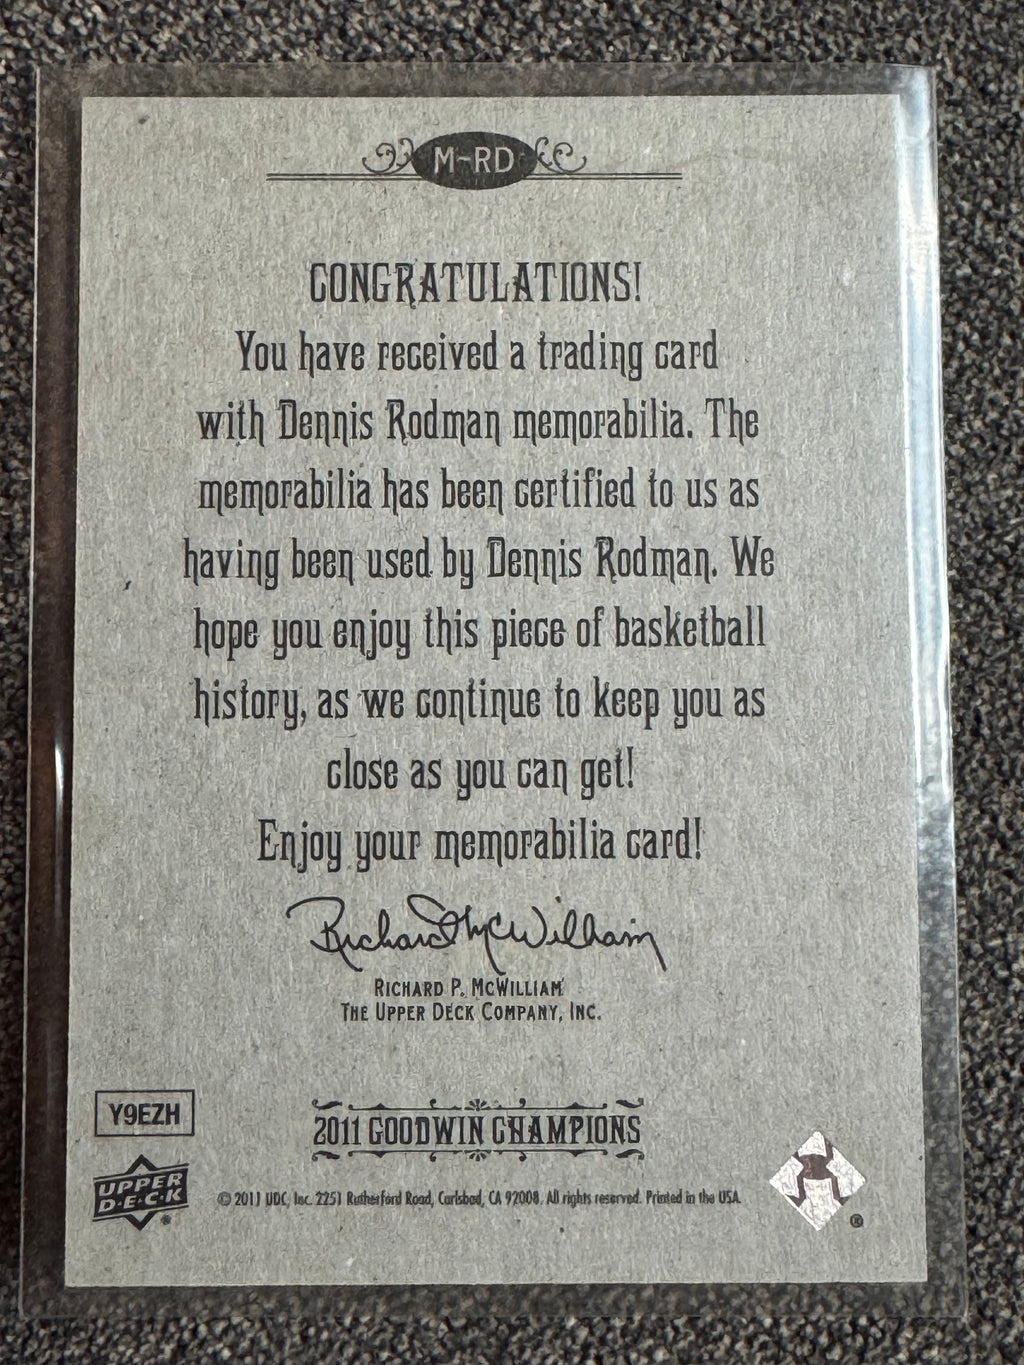 M-RD
CONGRATULATIONS!
You have received a trading card
with Dennis Rodman memorabilia. The
memorabilia has been certified to us as
having been used by Dennis Rodman. We
hope you enjoy this piece of basketball
history, as we continue to keep you as
close as you can get!
Enjoy your memorabilia card!
Richard McWilliam
RICHARD P. MCWILLIAM
THE UPPER DECK COMPANY, INC.
Y9EZH
2011 GOODWIN CHAMPIONS
UPPER
D·E·C·K
®
© 2011 UDC, Inc. 2251 Rutherford Road, Carlsbad, CA 92008. All rights reserved. Printed in the USA.
®